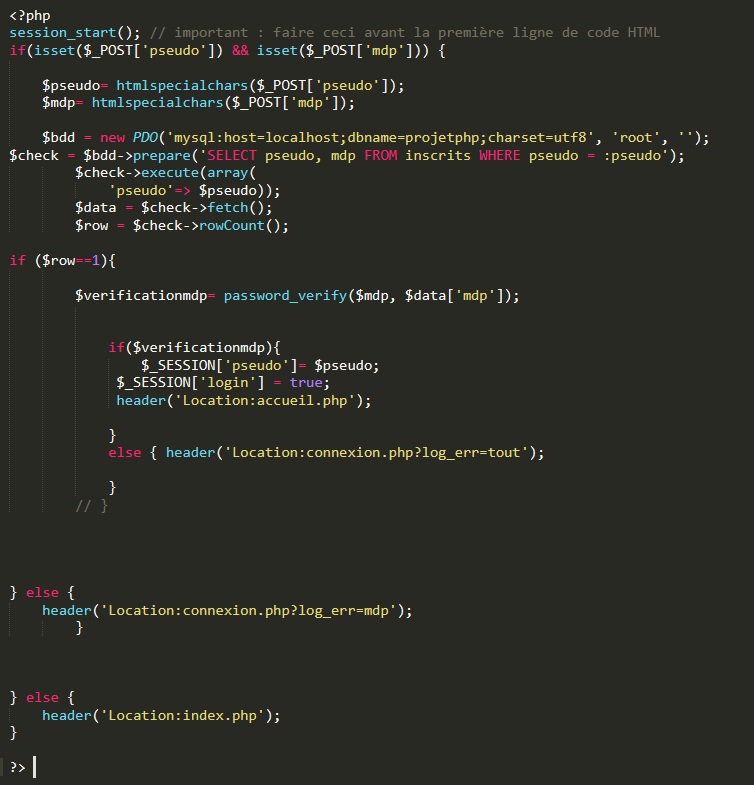 <?php
session_start(); // important : faire ceci avant la première ligne de code HTML
if(isset($_POST['pseudo']) && isset($_POST['mdp'])) {
$pseudo= htmlspecialchars($_POST['pseudo']);
$mdp= htmlspecialchars($_POST['mdp']);
$bdd = new PDO('mysql:host=localhost;dbname=projetphp;charset=utf8', 'root', '');
$check = $bdd->prepare('SELECT pseudo, mdp FROM inscrits WHERE pseudo = :pseudo');
$check->execute(array(
'pseudo'=> $pseudo));
$data = $check->fetch();
$row = $check->rowCount();
if ($row==1){
$verificationmdp= password_verify($mdp, $data['mdp']);
if($verificationmdp){
$_SESSION['pseudo']= $pseudo;
$_SESSION['login'] = true;
header('Location:accueil.php');
}
else { header('Location:connexion.php?log_err=tout');
}
// }
} else {
header('Location:connexion.php?log_err=mdp');
}
} else {
header('Location:index.php');
}
?>